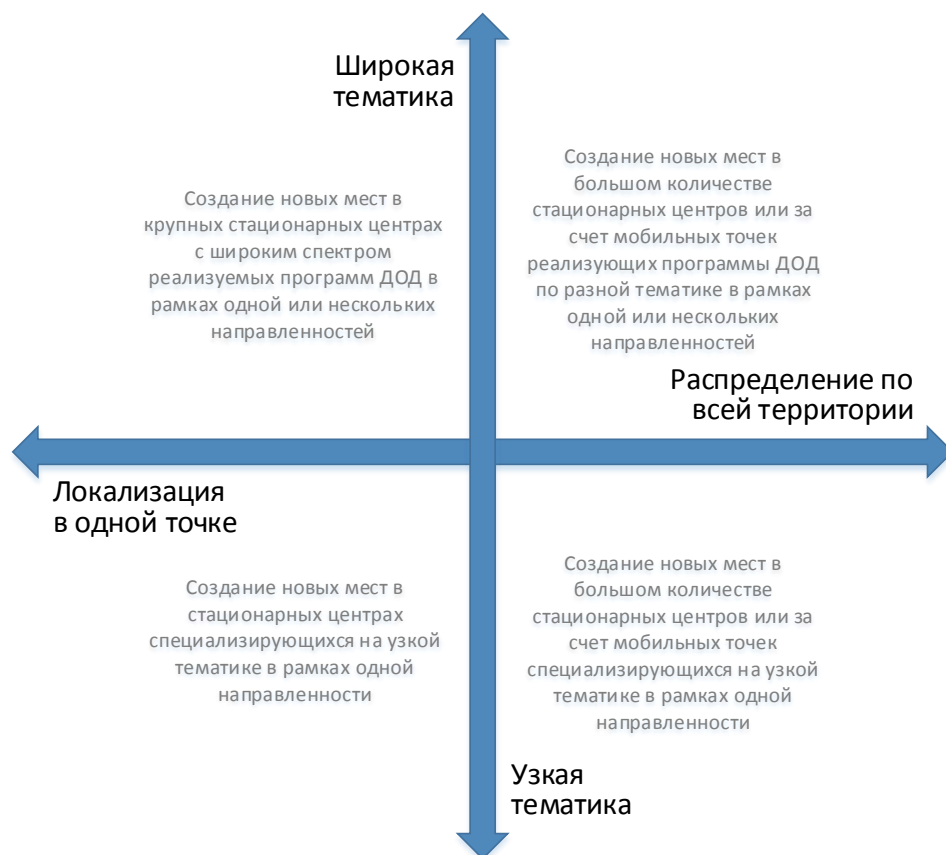 Широкая
тематика
Создание новых мест в
крупных стационарных центрах
с широким спектром
реализуемых программ ДОД в
рамках одной или нескольких
направленностей
Создание новых мест в
большом количестве
стационарных центров или за
счет мобильных точек
реализующих программы ДОД
по разной тематике в рамках
одной или нескольких
направленностей
Распределение по
всей территории
Локализация
в одной точке
Создание новых мест в
стационарных центрах
специализирующихся на узкой
тематике в рамках одной
направленности
Создание новых мест в
большом количестве
стационарных центров или за
счет мобильных точек
специализирующихся на узкой
тематике в рамках одной
направленности
Узкая
тематика